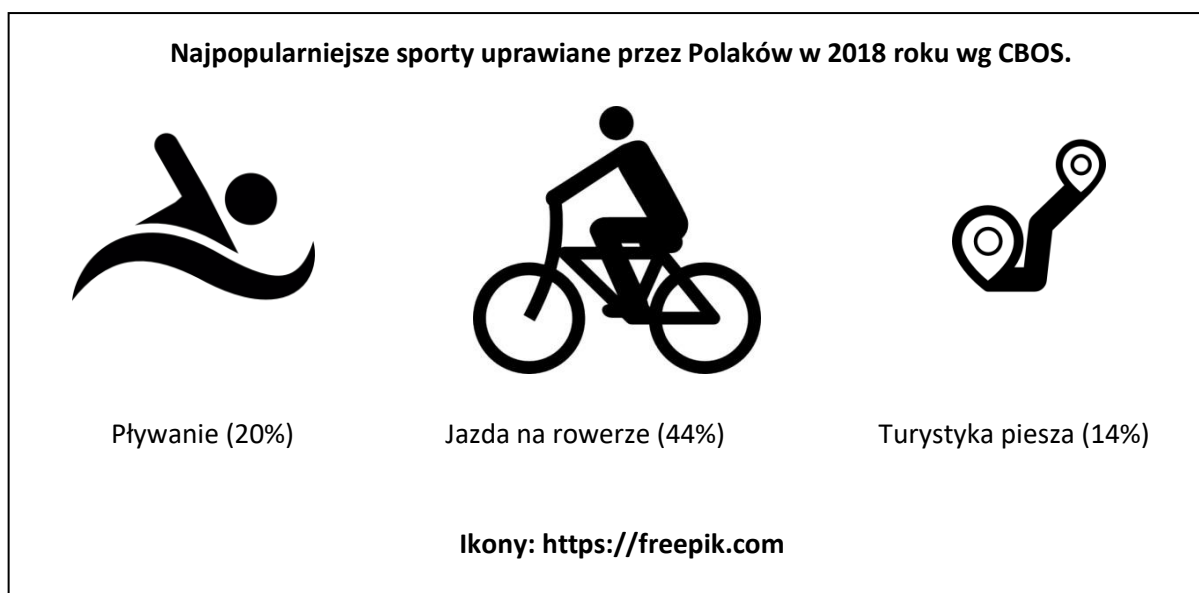 Najpopularniejsze sporty uprawiane przez Polaków w 2018 roku wg CBOS.
Pływanie (20%)
Jazda na rowerze (44%)
Turystyka piesza (14%)
Ikony: https://freepik.com